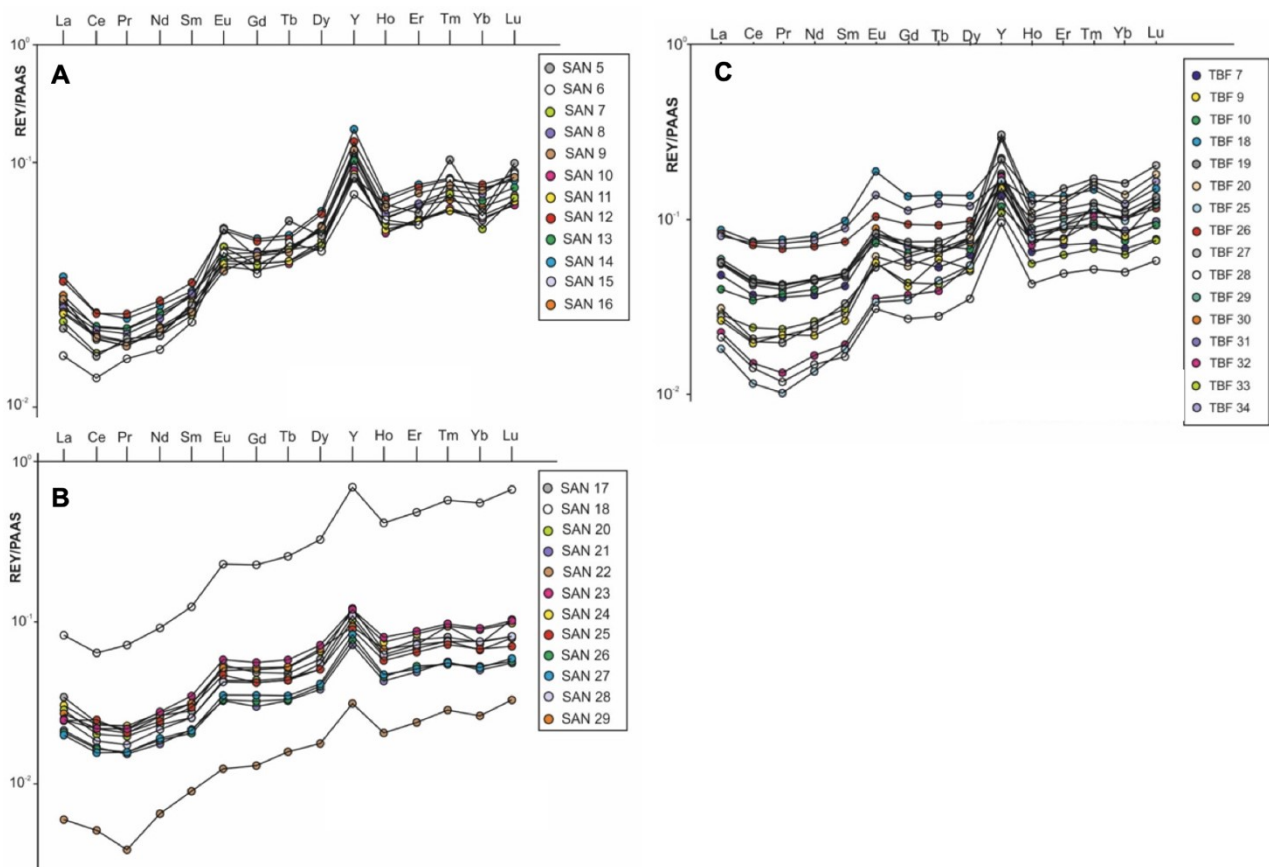 La Ce Pr Nd Sm Eu Gd Tb Dy Y Ho Er Tm Yb Lu
10⁰
REY/PAAS
10⁻¹
10⁻²
A
SAN 5
SAN 6
SAN 7
SAN 8
SAN 9
SAN 10
SAN 11
SAN 12
SAN 13
SAN 14
SAN 15
SAN 16
La Ce Pr Nd Sm Eu Gd Tb Dy Y Ho Er Tm Yb Lu
10⁰
REY/PAAS
10⁻¹
10⁻²
B
SAN 17
SAN 18
SAN 20
SAN 21
SAN 22
SAN 23
SAN 24
SAN 25
SAN 26
SAN 27
SAN 28
SAN 29
La Ce Pr Nd Sm Eu Gd Tb Dy Y Ho Er Tm Yb Lu
10⁰
REY/PAAS
10⁻¹
10⁻²
C
TBF 7
TBF 9
TBF 10
TBF 18
TBF 19
TBF 20
TBF 25
TBF 26
TBF 27
TBF 28
TBF 29
TBF 30
TBF 31
TBF 32
TBF 33
TBF 34